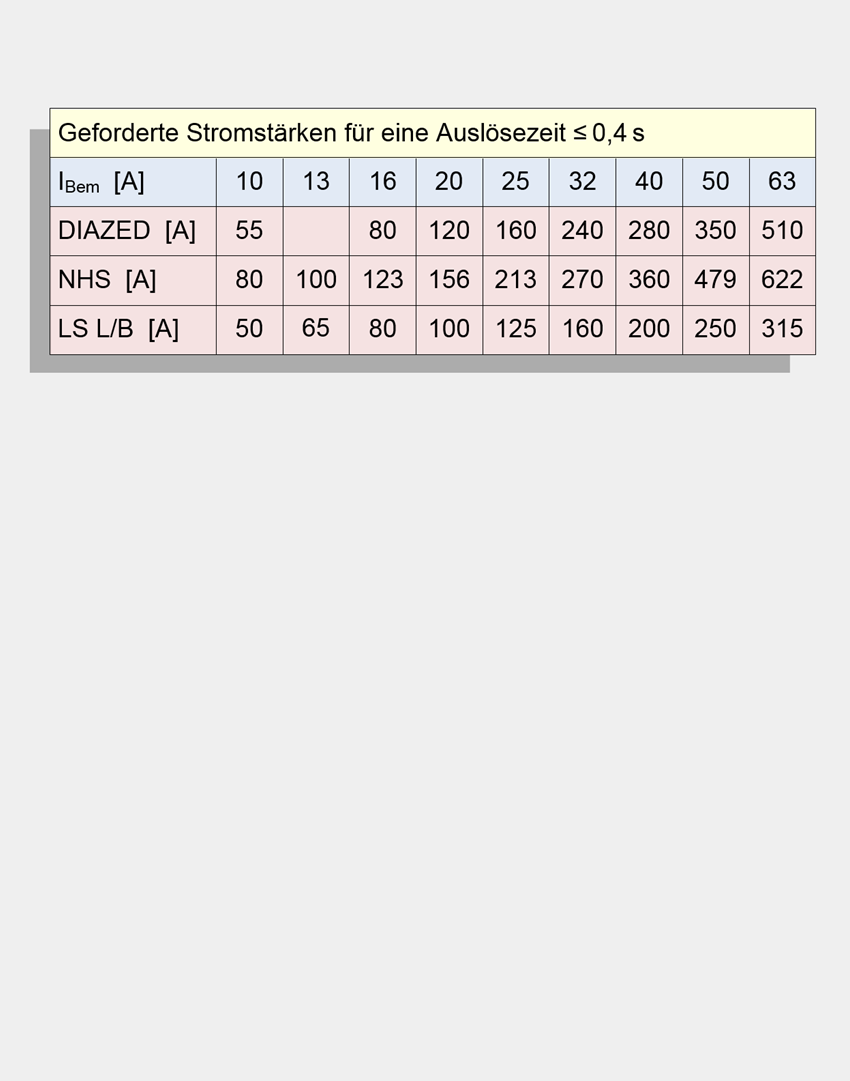 Geforderte Stromstärken für eine Auslösezeit ≤ 0,4 s
IBem [A] 10 13 16 20 25 32 40 50 63
DIAZED [A] 55 80 120 160 240 280 350 510
NHS [A] 80 100 123 156 213 270 360 479 622
LS L/B [A] 50 65 80 100 125 160 200 250 315